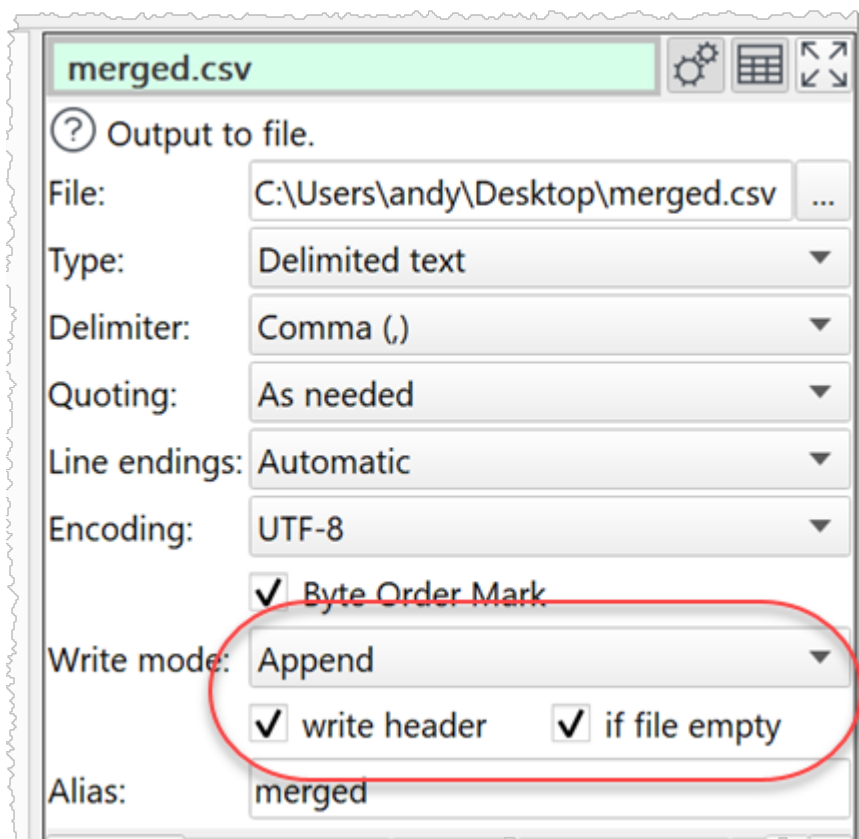 merged.csv
? Output to file.
File: C:\Users\andy\Desktop\merged.csv ...
Type: Delimited text
Delimiter: Comma (,)
Quoting: As needed
Line endings: Automatic
Encoding: UTF-8
Byte Order Mark
Write mode: Append
write header if file empty
Alias: merged